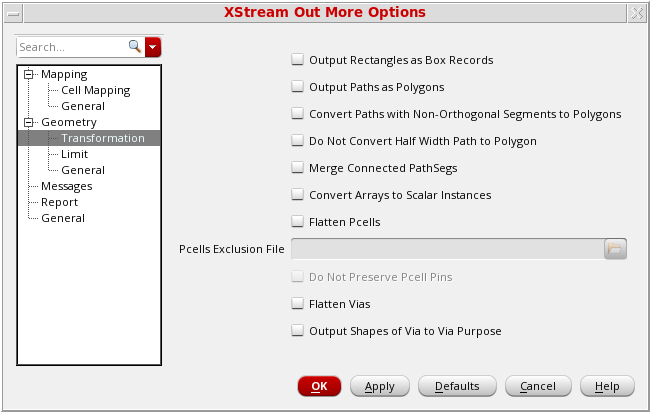 XStream Out More Options
Search...
Mapping
Cell Mapping
General
Geometry
Transformation
Limit
General
Messages
Report
General
Output Rectangles as Box Records
Output Paths as Polygons
Convert Paths with Non-Orthogonal Segments to Polygons
Do Not Convert Half Width Path to Polygon
Merge Connected PathSegs
Convert Arrays to Scalar Instances
Flatten Pcells
Pcells Exclusion File
Do Not Preserve Pcell Pins
Flatten Vias
Output Shapes of Via to Via Purpose
OK Apply Defaults Cancel Help